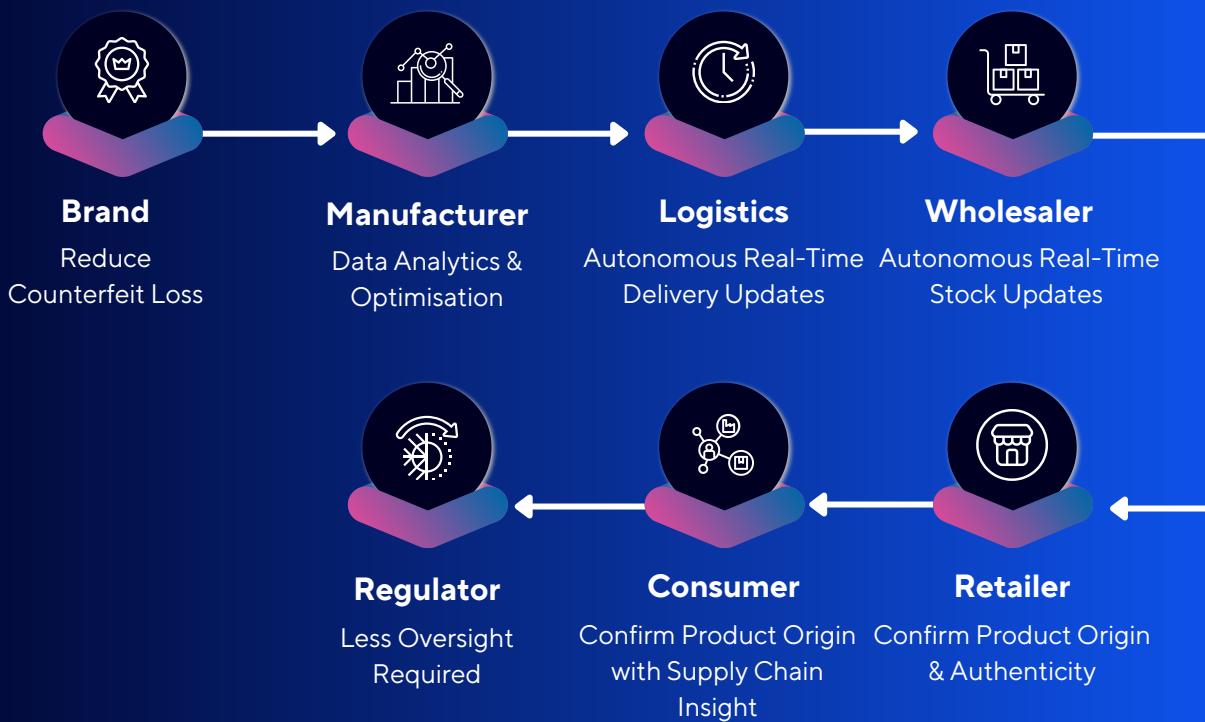 Brand
Reduce
Counterfeit Loss
Manufacturer
Data Analytics &
Optimisation
Logistics
Autonomous Real-Time
Delivery Updates
Wholesaler
Autonomous Real-Time
Stock Updates
Regulator
Less Oversight
Required
Consumer
Confirm Product Origin
with Supply Chain
Insight
Retailer
Confirm Product Origin
& Authenticity